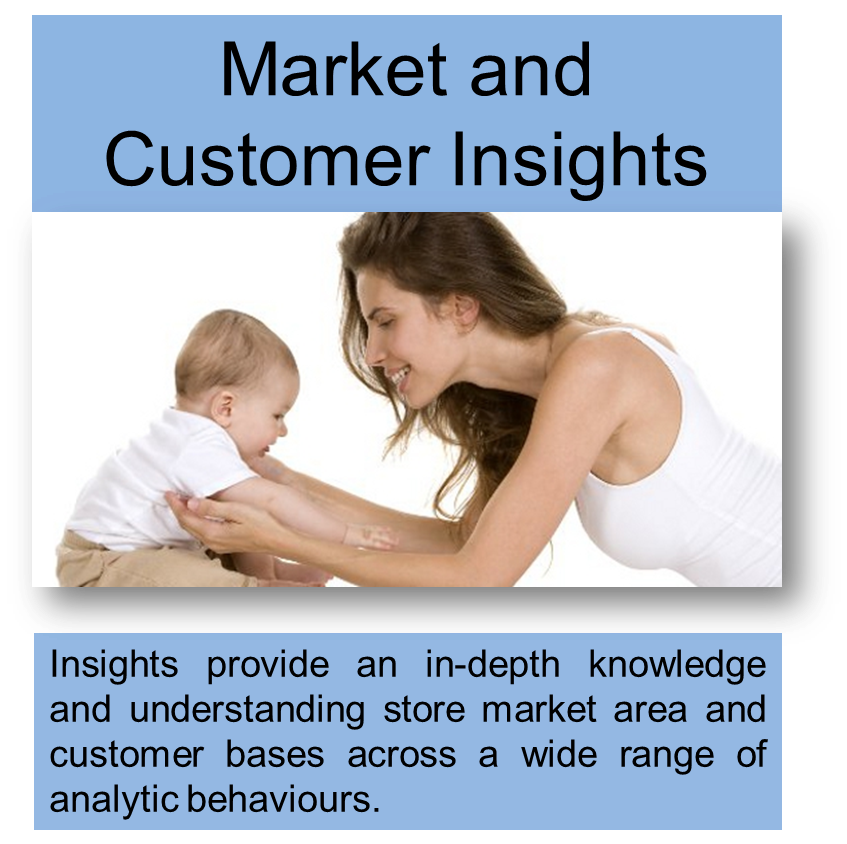 Market and
Customer Insights
Insights provide an in-depth knowledge
and understanding store market area and
customer bases across a wide range of
analytic behaviours.